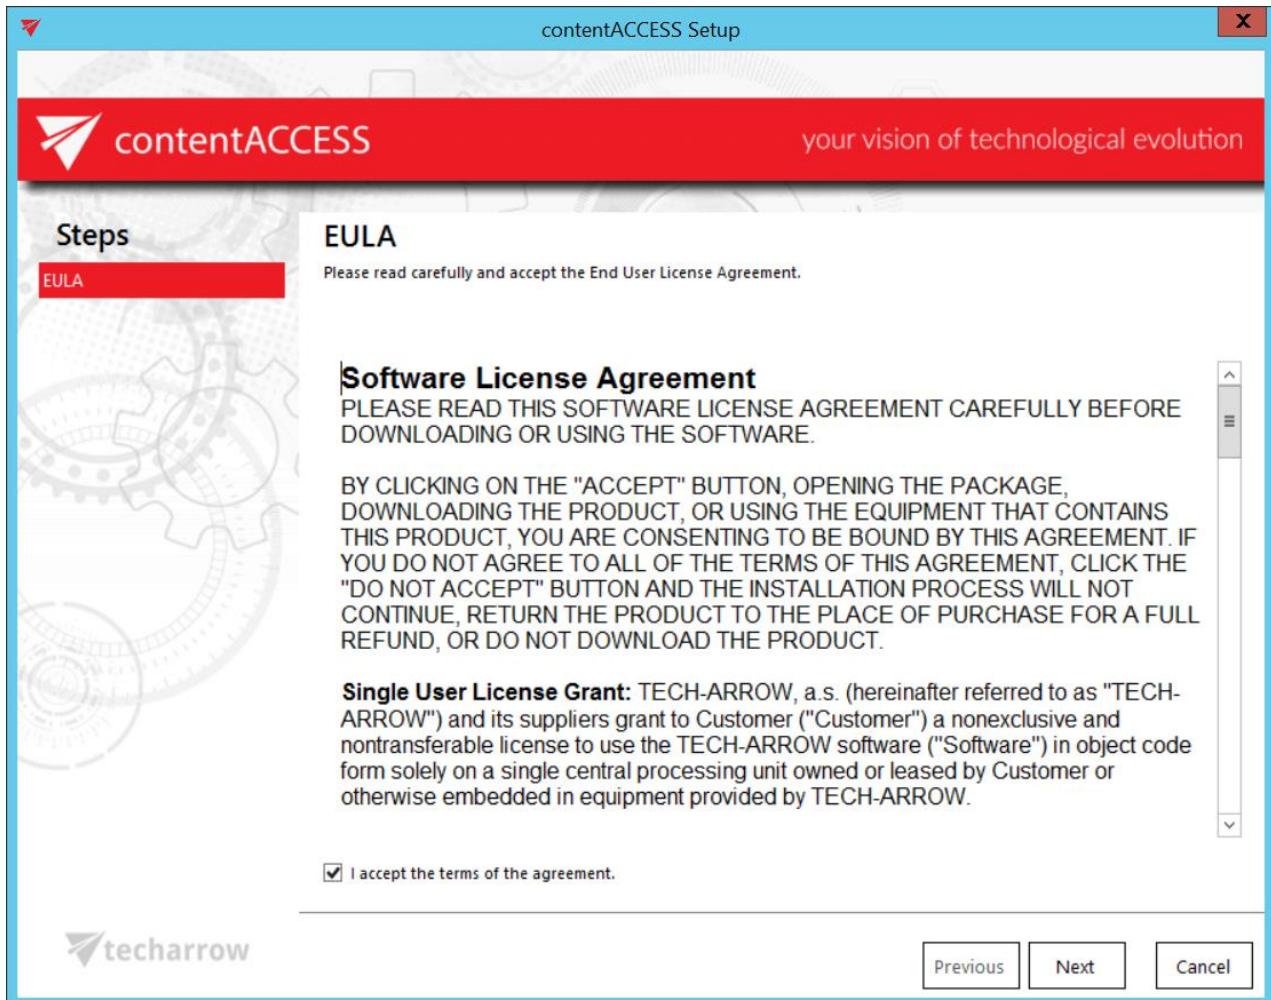 contentACCESS Setup
X
contentACCESS
your vision of technological evolution
Steps
EULA
EULA
Please read carefully and accept the End User License Agreement.
Software License Agreement
PLEASE READ THIS SOFTWARE LICENSE AGREEMENT CAREFULLY BEFORE
DOWNLOADING OR USING THE SOFTWARE.
BY CLICKING ON THE "ACCEPT" BUTTON, OPENING THE PACKAGE,
DOWNLOADING THE PRODUCT, OR USING THE EQUIPMENT THAT CONTAINS
THIS PRODUCT, YOU ARE CONSENTING TO BE BOUND BY THIS AGREEMENT. IF
YOU DO NOT AGREE TO ALL OF THE TERMS OF THIS AGREEMENT, CLICK THE
"DO NOT ACCEPT" BUTTON AND THE INSTALLATION PROCESS WILL NOT
CONTINUE, RETURN THE PRODUCT TO THE PLACE OF PURCHASE FOR A FULL
REFUND, OR DO NOT DOWNLOAD THE PRODUCT.
Single User License Grant: TECH-ARROW, a.s. (hereinafter referred to as "TECH-
ARROW") and its suppliers grant to Customer ("Customer") a nonexclusive and
nontransferable license to use the TECH-ARROW software ("Software") in object code
form solely on a single central processing unit owned or leased by Customer or
otherwise embedded in equipment provided by TECH-ARROW.
I accept the terms of the agreement.
techarrow
Previous
Next
Cancel